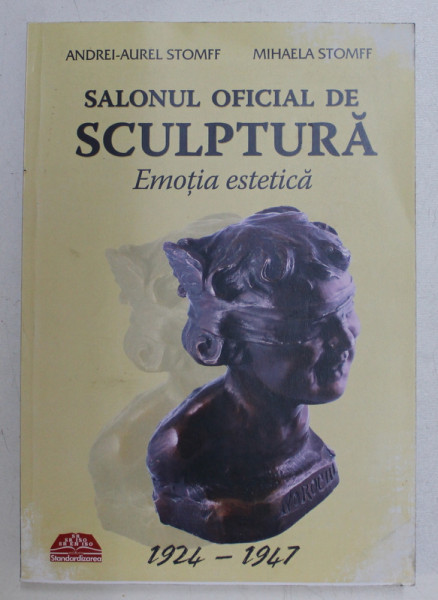 ANDREI-AUREL STOMFF MIHAELA STOMFF
SALONUL OFICIAL DE
SCULPTURĂ
Emoția estetică
1924 – 1947
Standardizarea